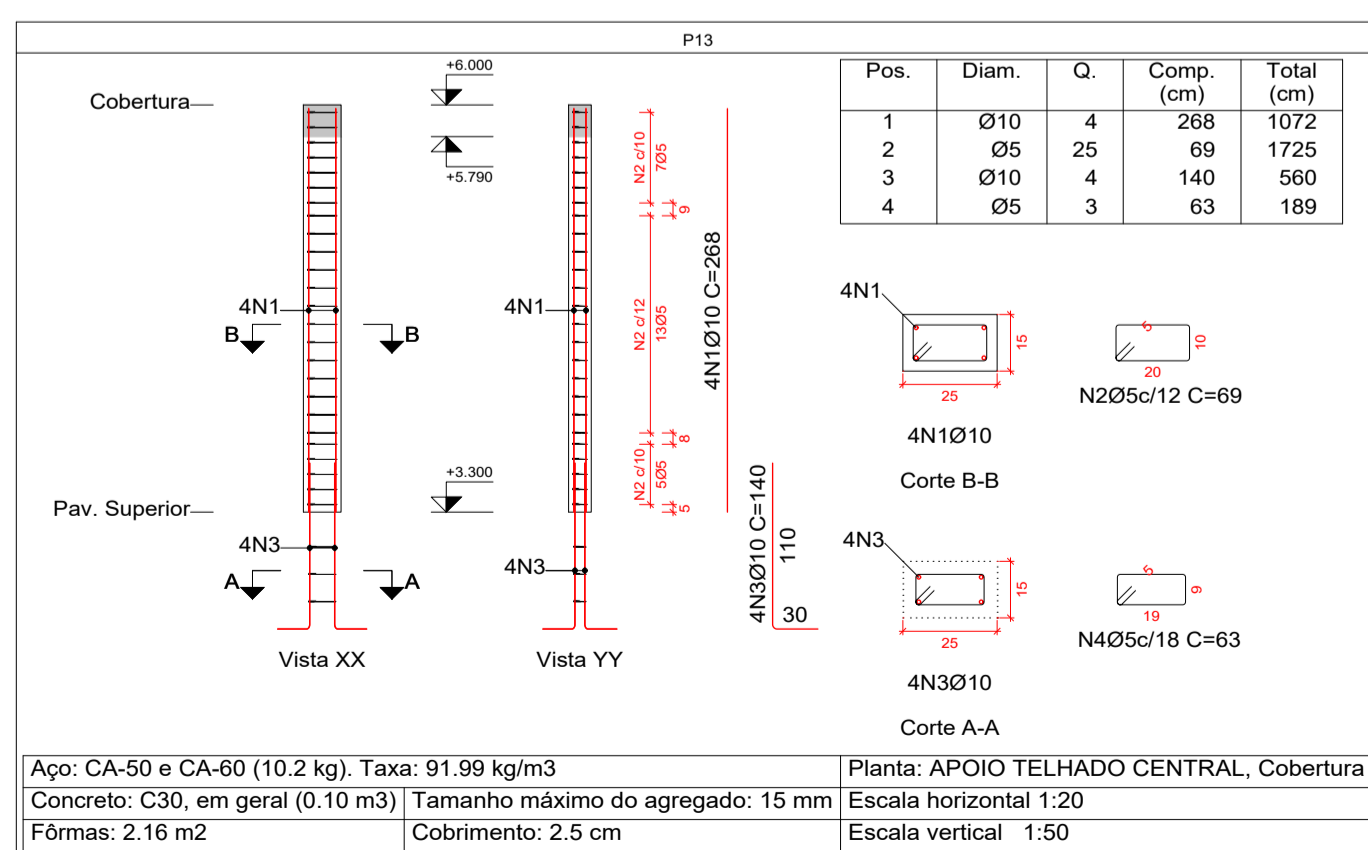 P13
Cobertura
+6.000
+5.790
4N1
B
B
4N1
N2 c/10
7Ø5
9
N2 c/12
13Ø5
8
N2 c/10
5Ø5
5
4N1Ø10 C=268
Pav. Superior
+3.300
4N3
A
A
4N3
4N3Ø10 C=140
110
30
Vista XX
Vista YY
Pos. Diam. Q. Comp. (cm) Total (cm)
1 Ø10 4 268 1072
2 Ø5 25 69 1725
3 Ø10 4 140 560
4 Ø5 3 63 189
4N1
15
25
4N1Ø10
Corte B-B
5
10
20
N2Ø5c/12 C=69
4N3
15
25
4N3Ø10
Corte A-A
5
9
19
N4Ø5c/18 C=63
Aço: CA-50 e CA-60 (10.2 kg). Taxa: 91.99 kg/m3
Planta: APOIO TELHADO CENTRAL, Cobertura
Concreto: C30, em geral (0.10 m3)
Tamanho máximo do agregado: 15 mm
Escala horizontal 1:20
Fôrmas: 2.16 m2
Cobrimento: 2.5 cm
Escala vertical 1:50